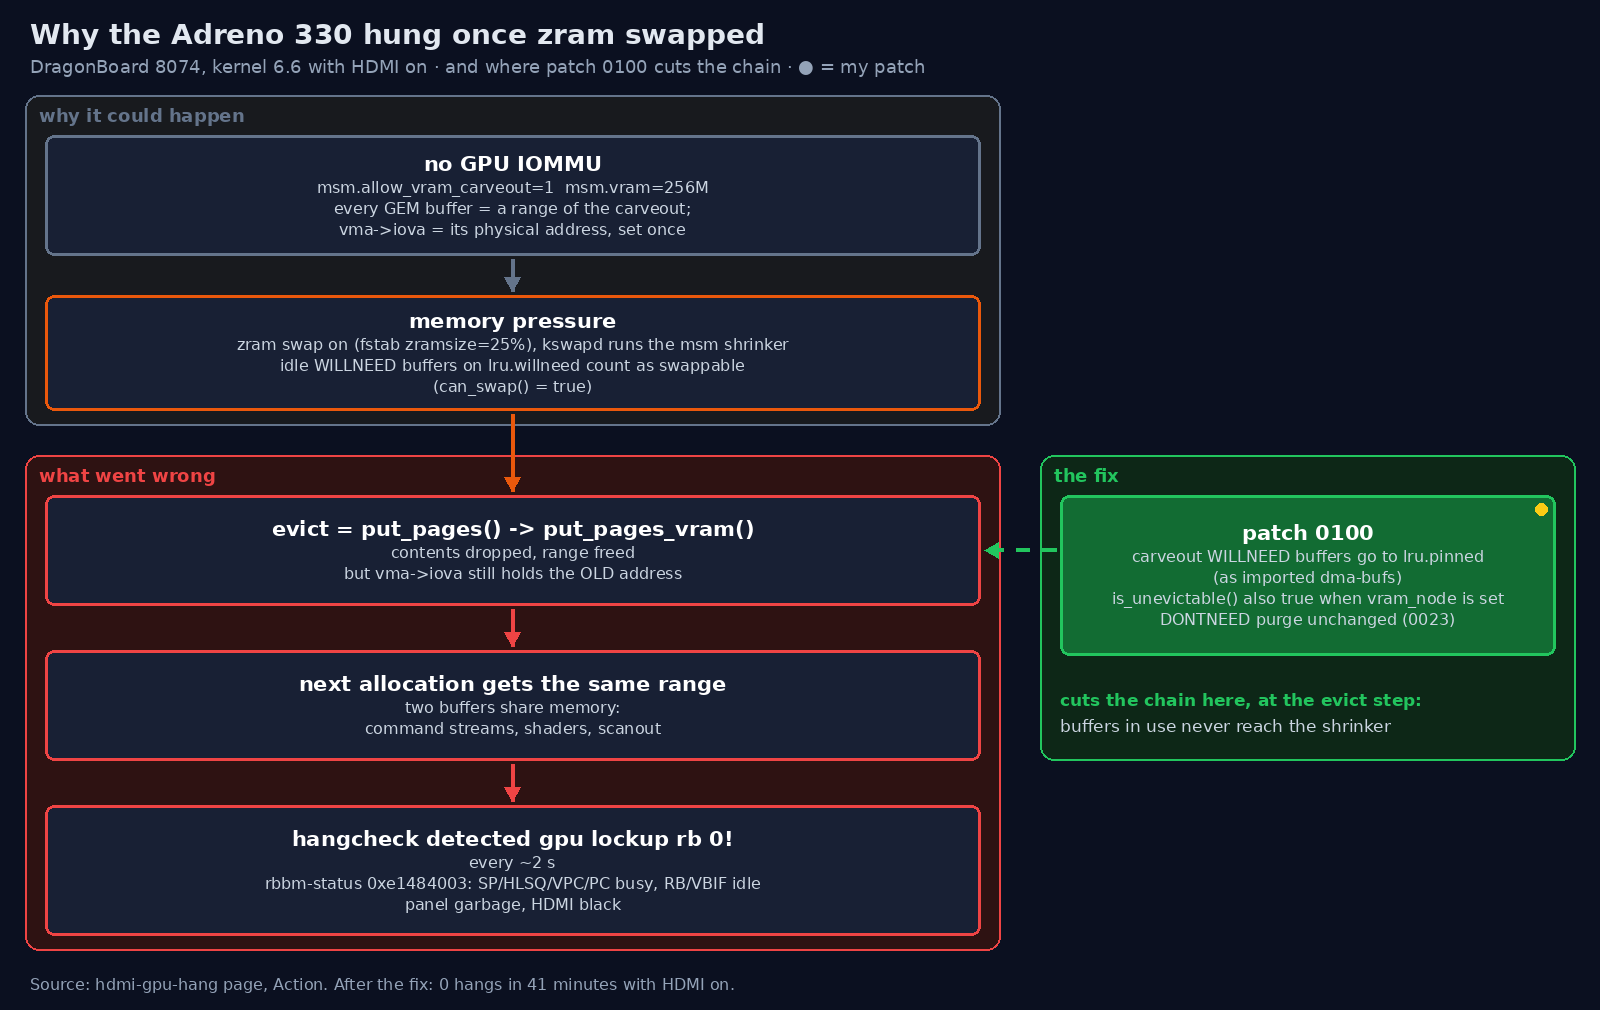 Why the Adreno 330 hung once zram swapped
DragonBoard 8074, kernel 6.6 with HDMI on · and where patch 0100 cuts the chain · ● = my patch
why it could happen
no GPU IOMMU
msm.allow_vram_carveout=1  msm.vram=256M
every GEM buffer = a range of the carveout;
vma->iova = its physical address, set once
memory pressure
zram swap on (fstab zramsize=25%), kswapd runs the msm shrinker
idle WILLNEED buffers on lru.willneed count as swappable
(can_swap() = true)
what went wrong
evict = put_pages() -> put_pages_vram()
contents dropped, range freed
but vma->iova still holds the OLD address
next allocation gets the same range
two buffers share memory:
command streams, shaders, scanout
hangcheck detected gpu lockup rb 0!
every ~2 s
rbbm-status 0xe1484003: SP/HLSQ/VPC/PC busy, RB/VBIF idle
panel garbage, HDMI black
the fix
patch 0100
carveout WILLNEED buffers go to lru.pinned
(as imported dma-bufs)
is_unevictable() also true when vram_node is set
DONTNEED purge unchanged (0023)
cuts the chain here, at the evict step:
buffers in use never reach the shrinker
Source: hdmi-gpu-hang page, Action. After the fix: 0 hangs in 41 minutes with HDMI on.